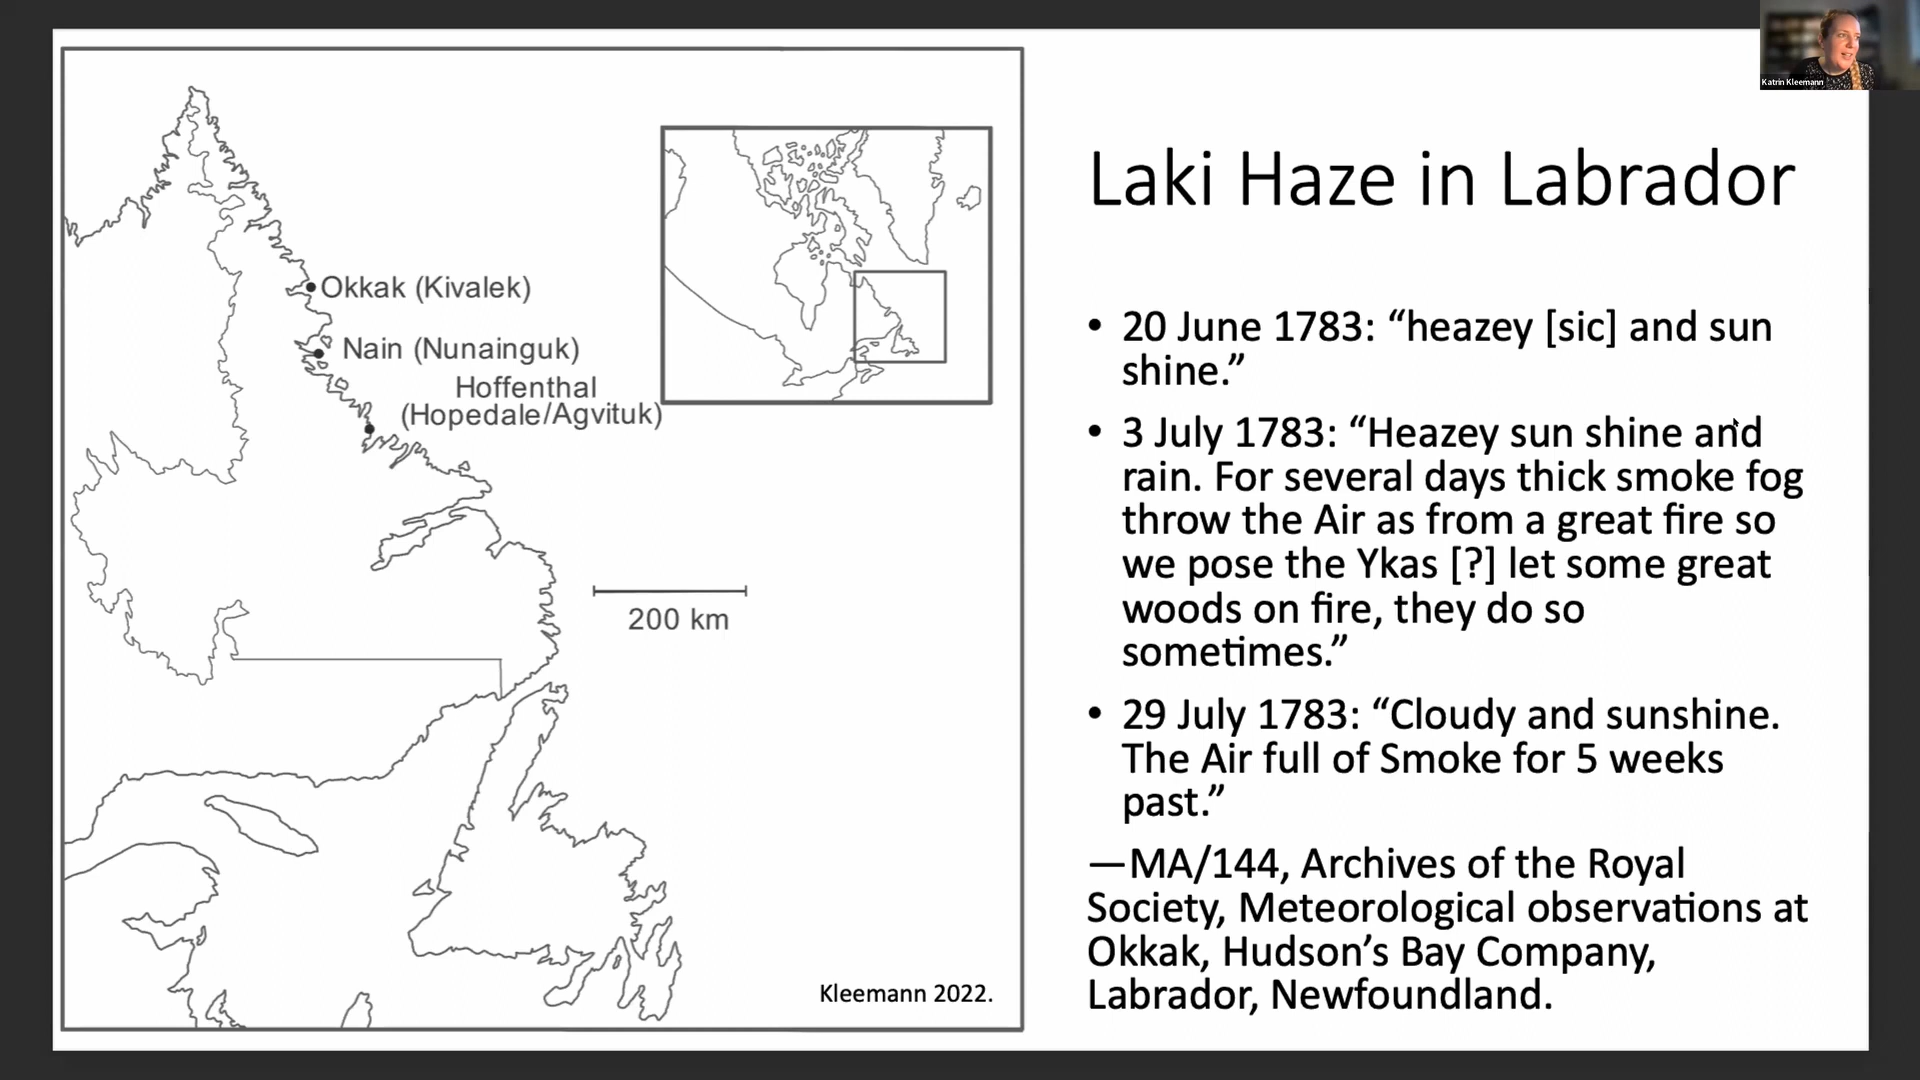 Katrin Kleemann
Laki Haze in Labrador
Okkak (Kivalek)
Nain (Nunainguk)
Hoffenthal
(Hopedale/Agvituk)
200 km
Kleemann 2022.
• 20 June 1783: “heazey [sic] and sun
shine.”
• 3 July 1783: “Heazey sun shine and
rain. For several days thick smoke fog
throw the Air as from a great fire so
we pose the Ykas [?] let some great
woods on fire, they do so
sometimes.”
• 29 July 1783: “Cloudy and sunshine.
The Air full of Smoke for 5 weeks
past.”
—MA/144, Archives of the Royal
Society, Meteorological observations at
Okkak, Hudson’s Bay Company,
Labrador, Newfoundland.